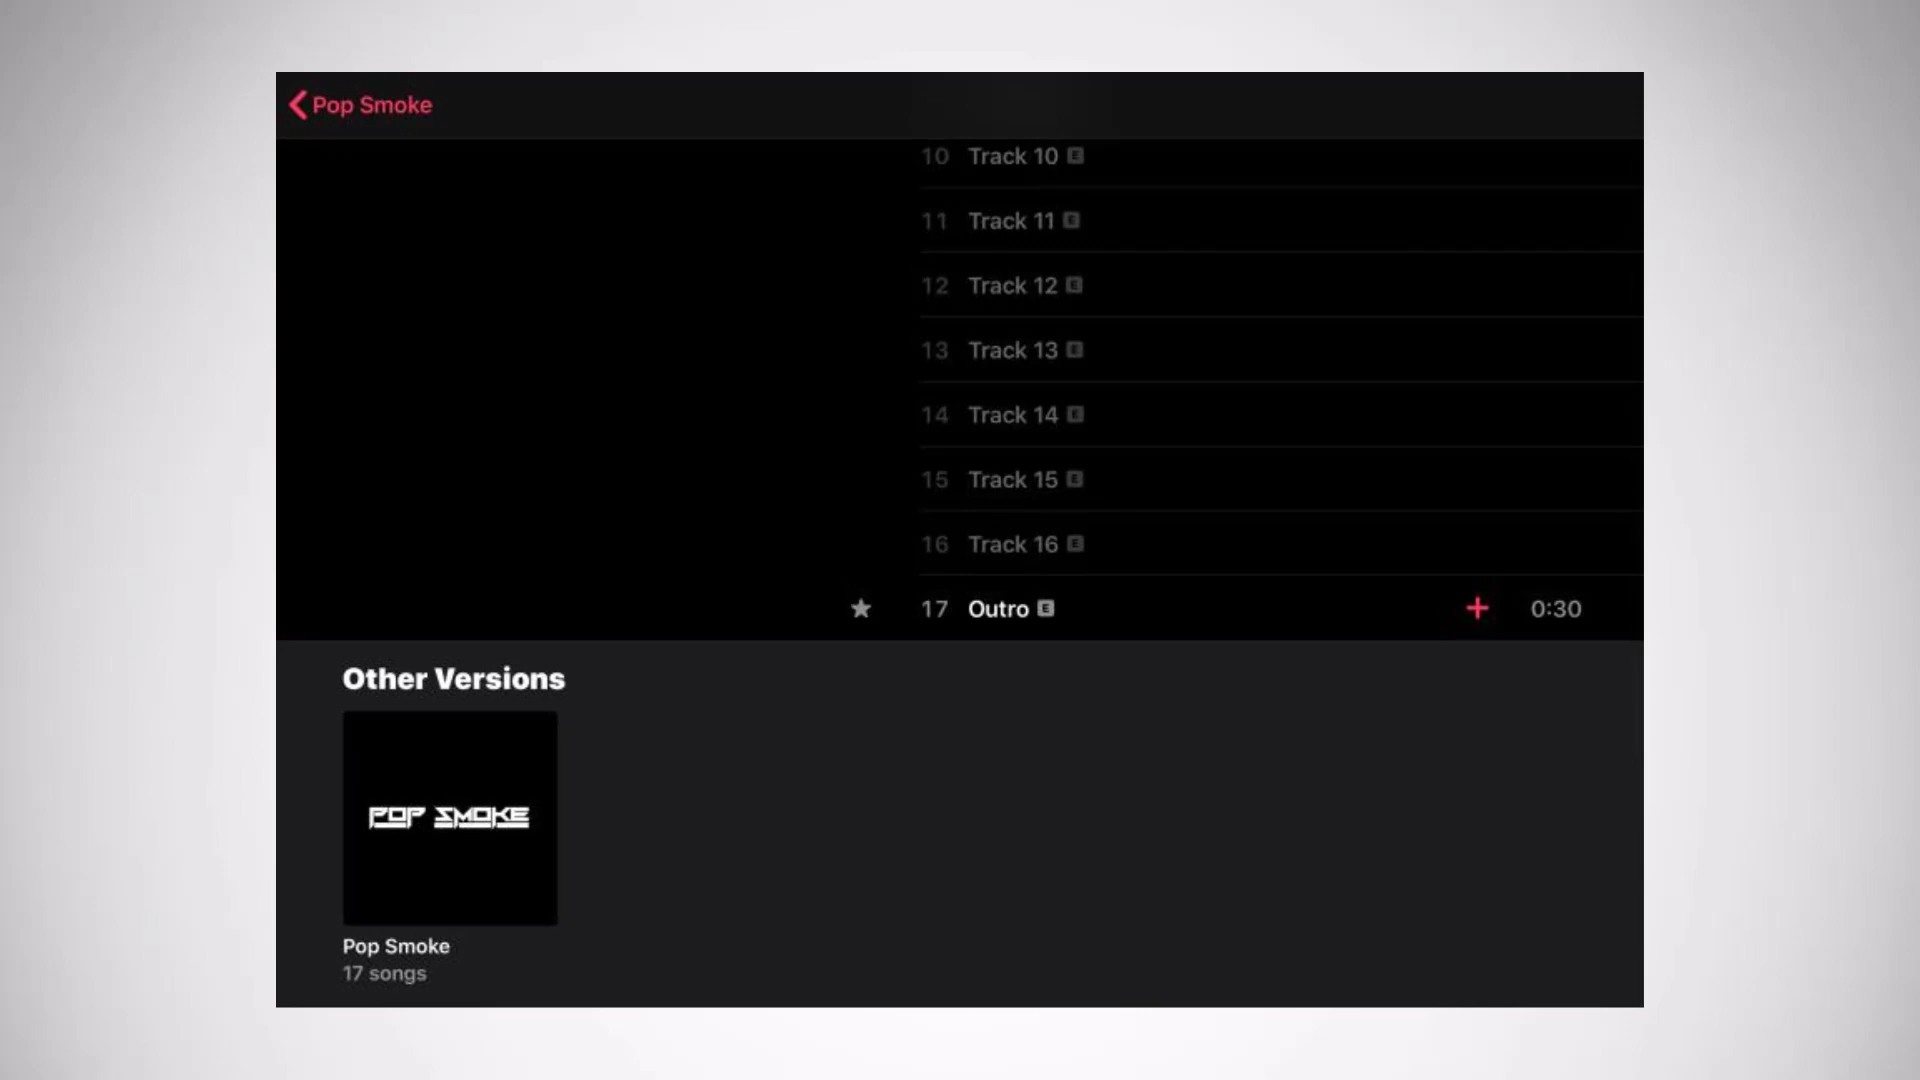 Pop Smoke
10 Track 10 E
11 Track 11 E
12 Track 12 E
13 Track 13 E
14 Track 14 E
15 Track 15 E
16 Track 16 E
★ 17 Outro E + 0:30
Other Versions
POP SMOKE
Pop Smoke
17 songs